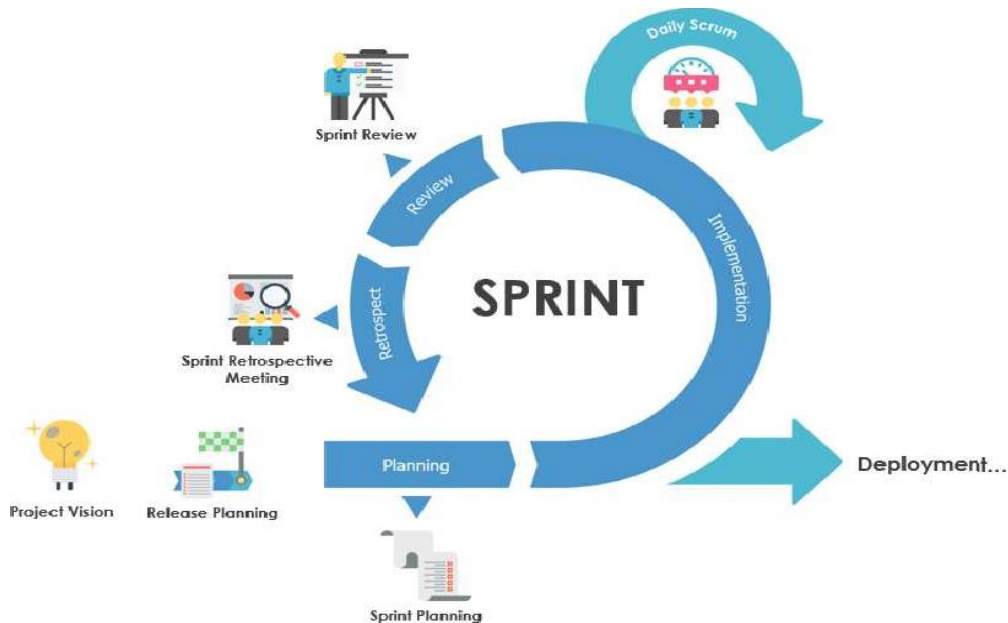 Daily Scrum
Sprint Review
Review
Implementation
SPRINT
Retrospect
Sprint Retrospective
Meeting
Planning
Deployment...
Project Vision
Release Planning
Sprint Planning